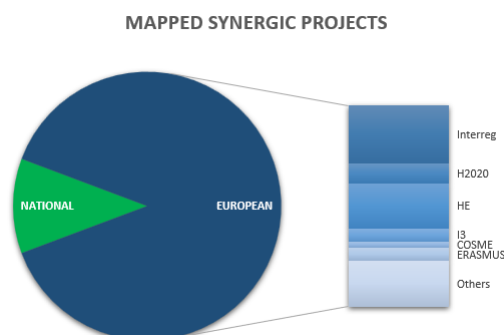 MAPPED SYNERGIC PROJECTS
NATIONAL
EUROPEAN
Interreg
H2020
HE
I3
COSME
ERASMUS
Others